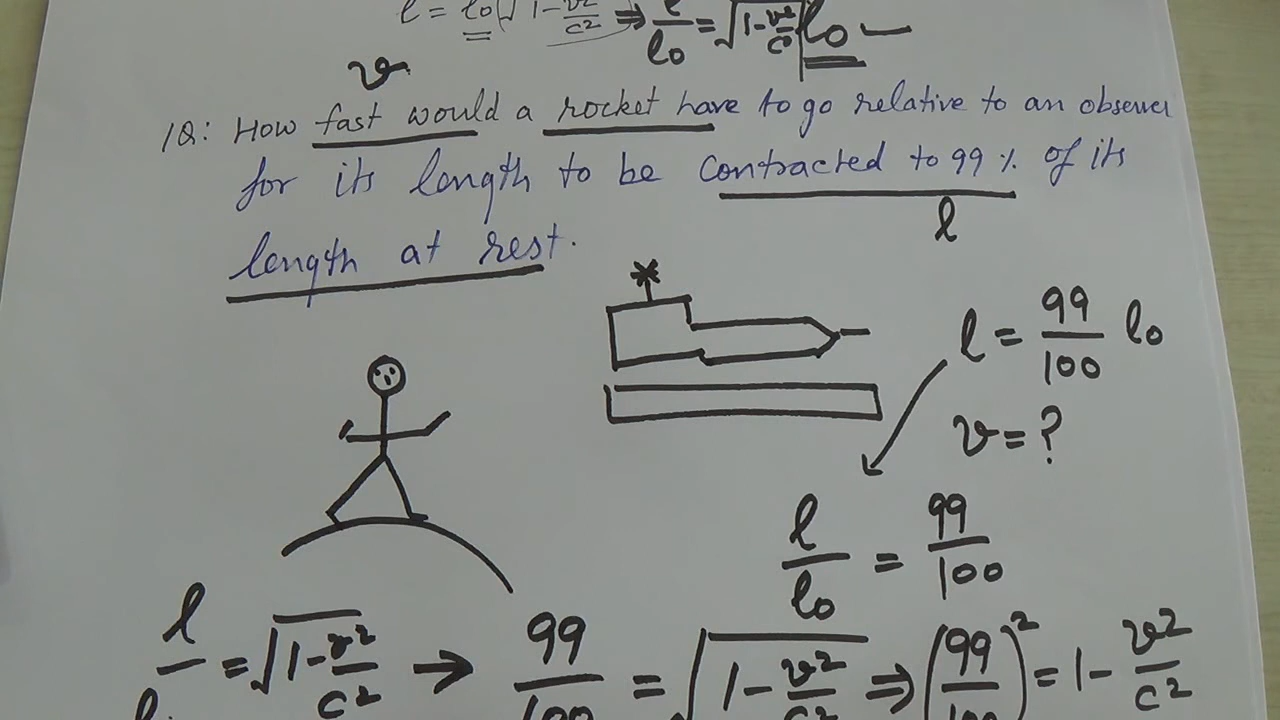 l = l₀√1-v²/c² ⇒ l/l₀ = √1-v²/c² l₀ —
v
1Q: How fast would a rocket have to go relative to an observer
for its length to be contracted to 99 % of its
l
length at rest.
l = 99/100 l₀
v = ?
l/l₀ = 99/100
l/l₀ = √1-v²/c² → 99/100 = √1-v²/c² ⇒ (99/100)² = 1-v²/c²